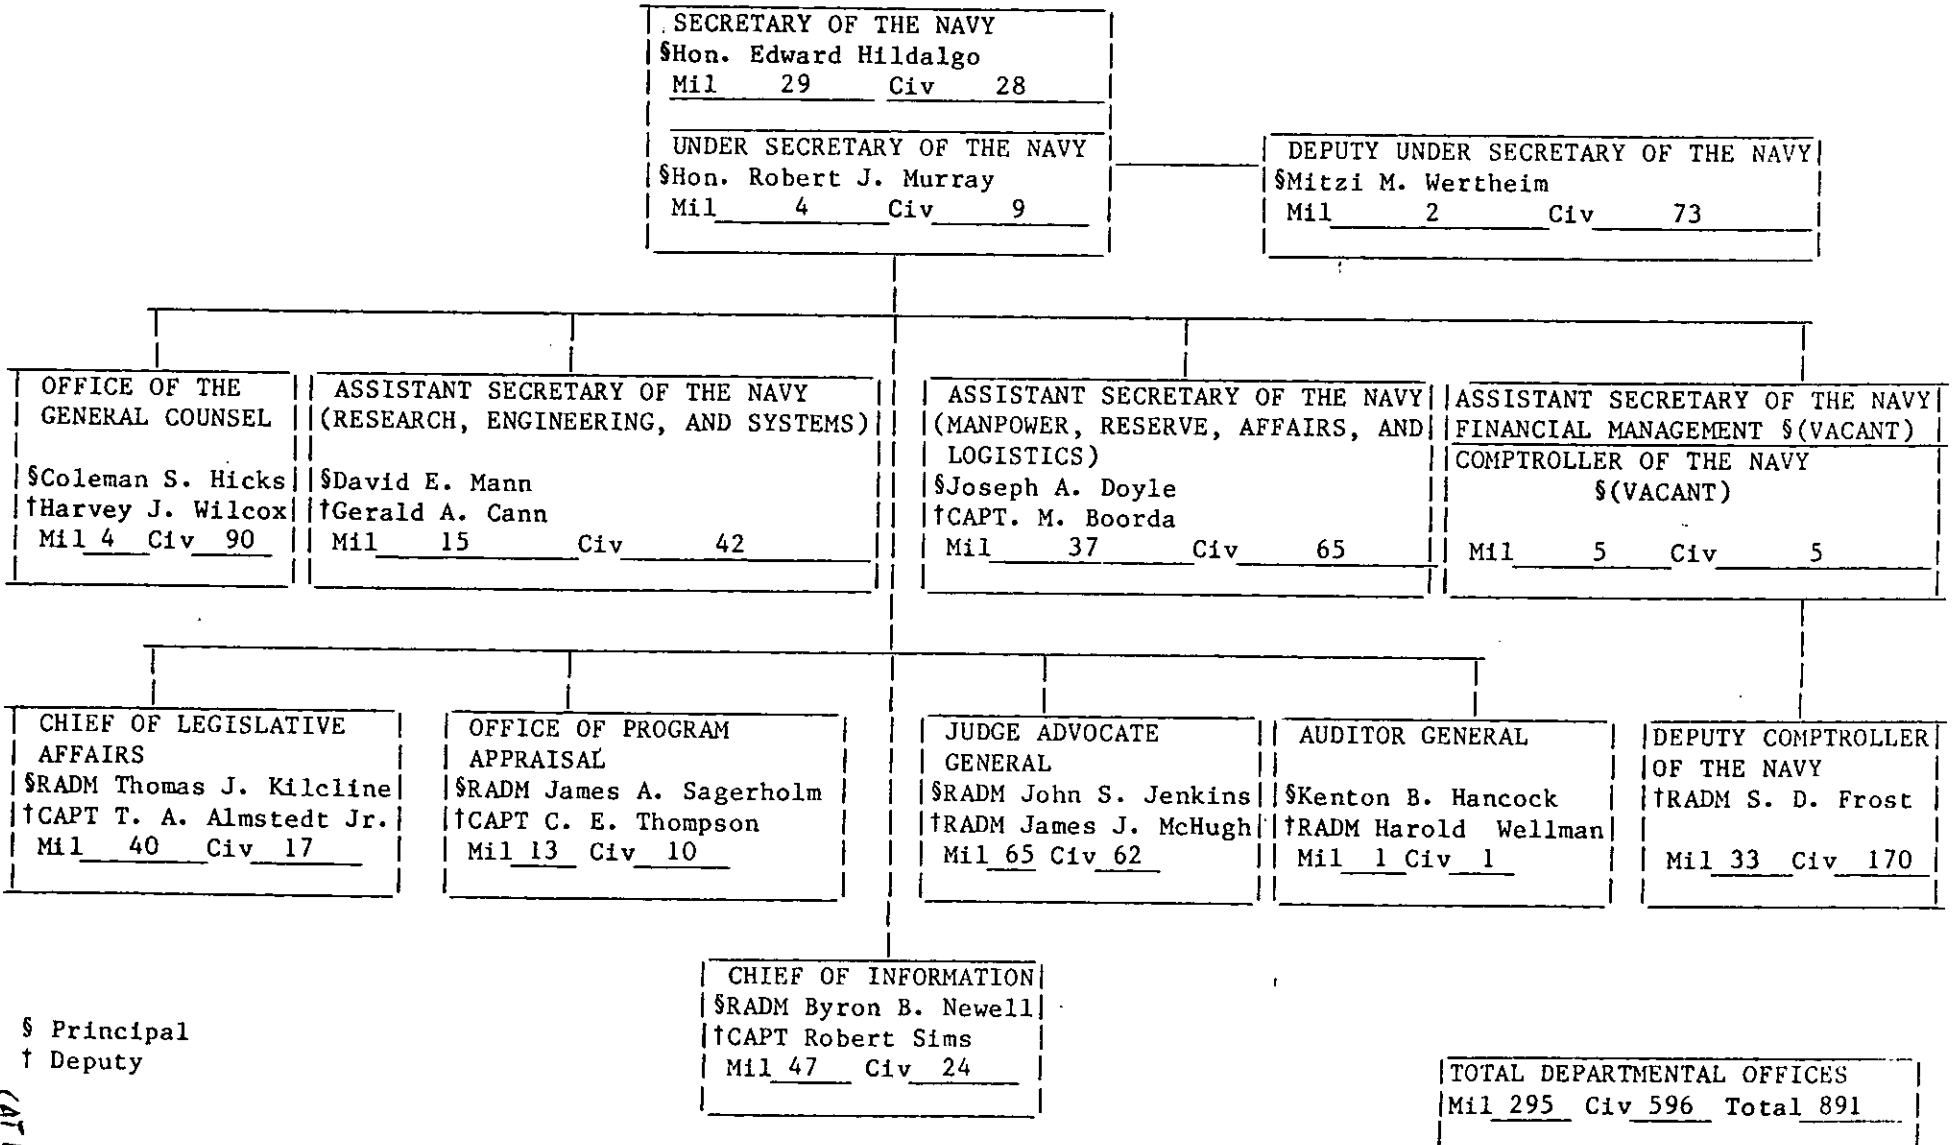 SECRETARY OF THE NAVY
§Hon. Edward Hildalgo
Mil 29 Civ 28
UNDER SECRETARY OF THE NAVY
§Hon. Robert J. Murray
Mil 4 Civ 9
DEPUTY UNDER SECRETARY OF THE NAVY
§Mitzi M. Wertheim
Mil 2 Civ 73
OFFICE OF THE
GENERAL COUNSEL
§Coleman S. Hicks
†Harvey J. Wilcox
Mil 4 Civ 90
ASSISTANT SECRETARY OF THE NAVY
(RESEARCH, ENGINEERING, AND SYSTEMS)
§David E. Mann
†Gerald A. Cann
Mil 15 Civ 42
ASSISTANT SECRETARY OF THE NAVY
(MANPOWER, RESERVE, AFFAIRS, AND
LOGISTICS)
§Joseph A. Doyle
†CAPT. M. Boorda
Mil 37 Civ 65
ASSISTANT SECRETARY OF THE NAVY
FINANCIAL MANAGEMENT §(VACANT)
COMPTROLLER OF THE NAVY
§(VACANT)
Mil 5 Civ 5
CHIEF OF LEGISLATIVE
AFFAIRS
§RADM Thomas J. Kilcline
†CAPT T. A. Almstedt Jr.
Mil 40 Civ 17
OFFICE OF PROGRAM
APPRAISAL
§RADM James A. Sagerholm
†CAPT C. E. Thompson
Mil 13 Civ 10
JUDGE ADVOCATE
GENERAL
§RADM John S. Jenkins
†RADM James J. McHugh
Mil 65 Civ 62
AUDITOR GENERAL
§Kenton B. Hancock
†RADM Harold Wellman
Mil 1 Civ 1
DEPUTY COMPTROLLER
OF THE NAVY
†RADM S. D. Frost
Mil 33 Civ 170
CHIEF OF INFORMATION
§RADM Byron B. Newell
†CAPT Robert Sims
Mil 47 Civ 24
§ Principal
† Deputy
TOTAL DEPARTMENTAL OFFICES
Mil 295 Civ 596 Total 891